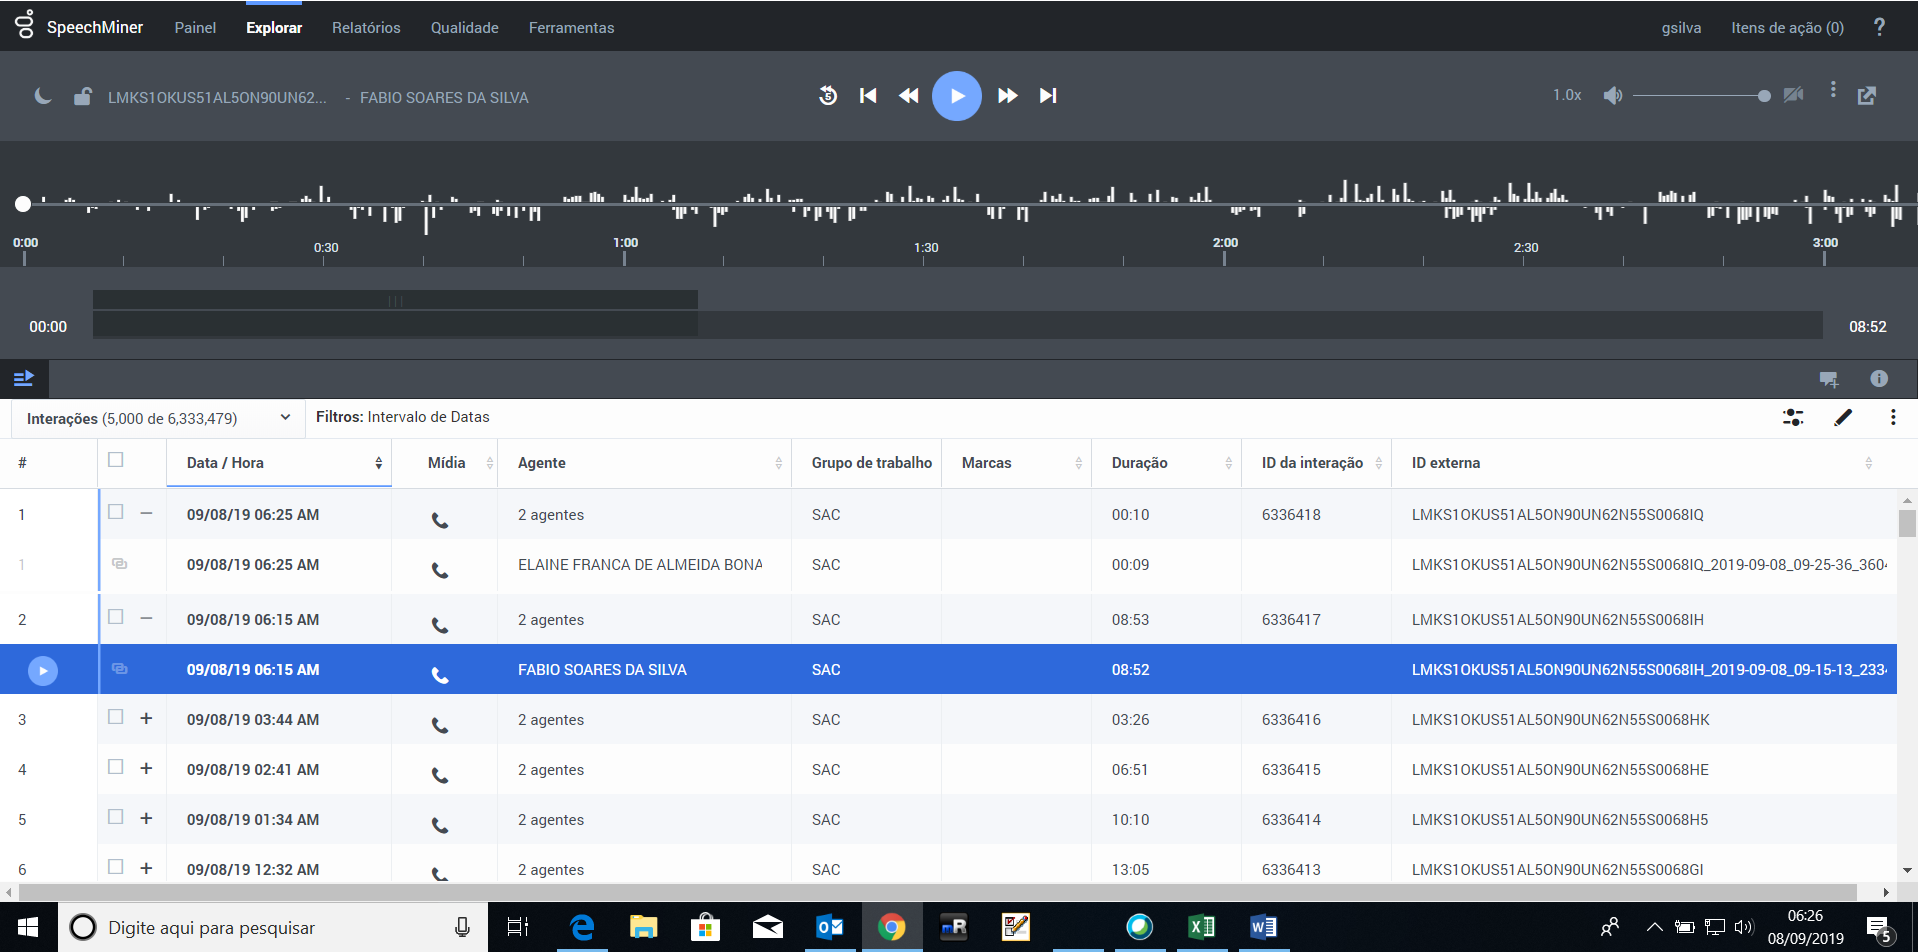 SpeechMiner Painel Explorar Relatórios Qualidade Ferramentas gsilva Itens de ação (0) ?
LMKS1OKUS51AL5ON90UN62... - FABIO SOARES DA SILVA 5 1.0x
0:00 0:30 1:00 1:30 2:00 2:30 3:00
00:00 08:52
Interações (5,000 de 6,333,479) Filtros: Intervalo de Datas
# Data / Hora Mídia Agente Grupo de trabalho Marcas Duração ID da interação ID externa
1 09/08/19 06:25 AM 2 agentes SAC 00:10 6336418 LMKS1OKUS51AL5ON90UN62N55S0068IQ
1 09/08/19 06:25 AM ELAINE FRANCA DE ALMEIDA BONA SAC 00:09 LMKS1OKUS51AL5ON90UN62N55S0068IQ_2019-09-08_09-25-36_3604
2 09/08/19 06:15 AM 2 agentes SAC 08:53 6336417 LMKS1OKUS51AL5ON90UN62N55S0068IH
09/08/19 06:15 AM FABIO SOARES DA SILVA SAC 08:52 LMKS1OKUS51AL5ON90UN62N55S0068IH_2019-09-08_09-15-13_2334
3 09/08/19 03:44 AM 2 agentes SAC 03:26 6336416 LMKS1OKUS51AL5ON90UN62N55S0068HK
4 09/08/19 02:41 AM 2 agentes SAC 06:51 6336415 LMKS1OKUS51AL5ON90UN62N55S0068HE
5 09/08/19 01:34 AM 2 agentes SAC 10:10 6336414 LMKS1OKUS51AL5ON90UN62N55S0068H5
6 09/08/19 12:32 AM 2 agentes SAC 13:05 6336413 LMKS1OKUS51AL5ON90UN62N55S0068GI
Digite aqui para pesquisar 06:26
08/09/2019 5